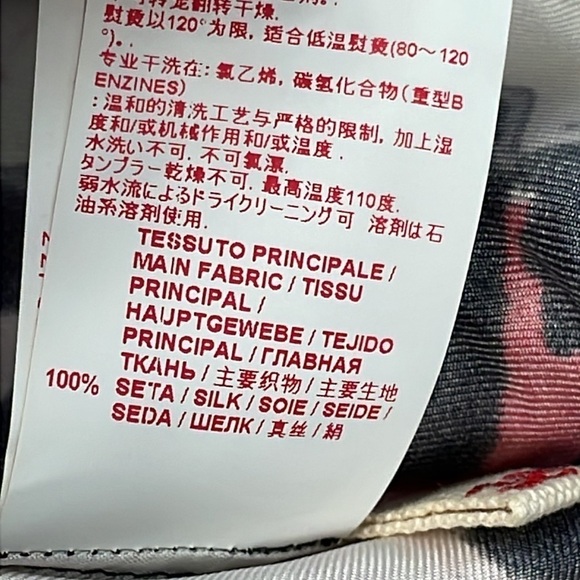 可转笼翻转干燥.
熨烫以120°为限, 适合低温熨烫(80～120
°)。.
专业干洗在: 氯乙烯, 碳氢化合物 (重型B
ENZINES)
: 温和的清洗工艺与严格的限制, 加上湿
度和/或机械作用和/或温度 .
水洗い不可. 不可氯漂.
タンブラー乾燥不可. 最高温度110度.
弱水流によるドライクリーニング可 溶剤は石
油系溶剤使用.
TESSUTO PRINCIPALE /
MAIN FABRIC / TISSU
PRINCIPAL /
HAUPTGEWEBE / TEJIDO
PRINCIPAL / ГЛАВНАЯ
ТКАНЬ / 主要织物 / 主要生地
100% SETA / SILK / SOIE / SEIDE /
SEDA / ШЕЛК / 真丝 / 絹